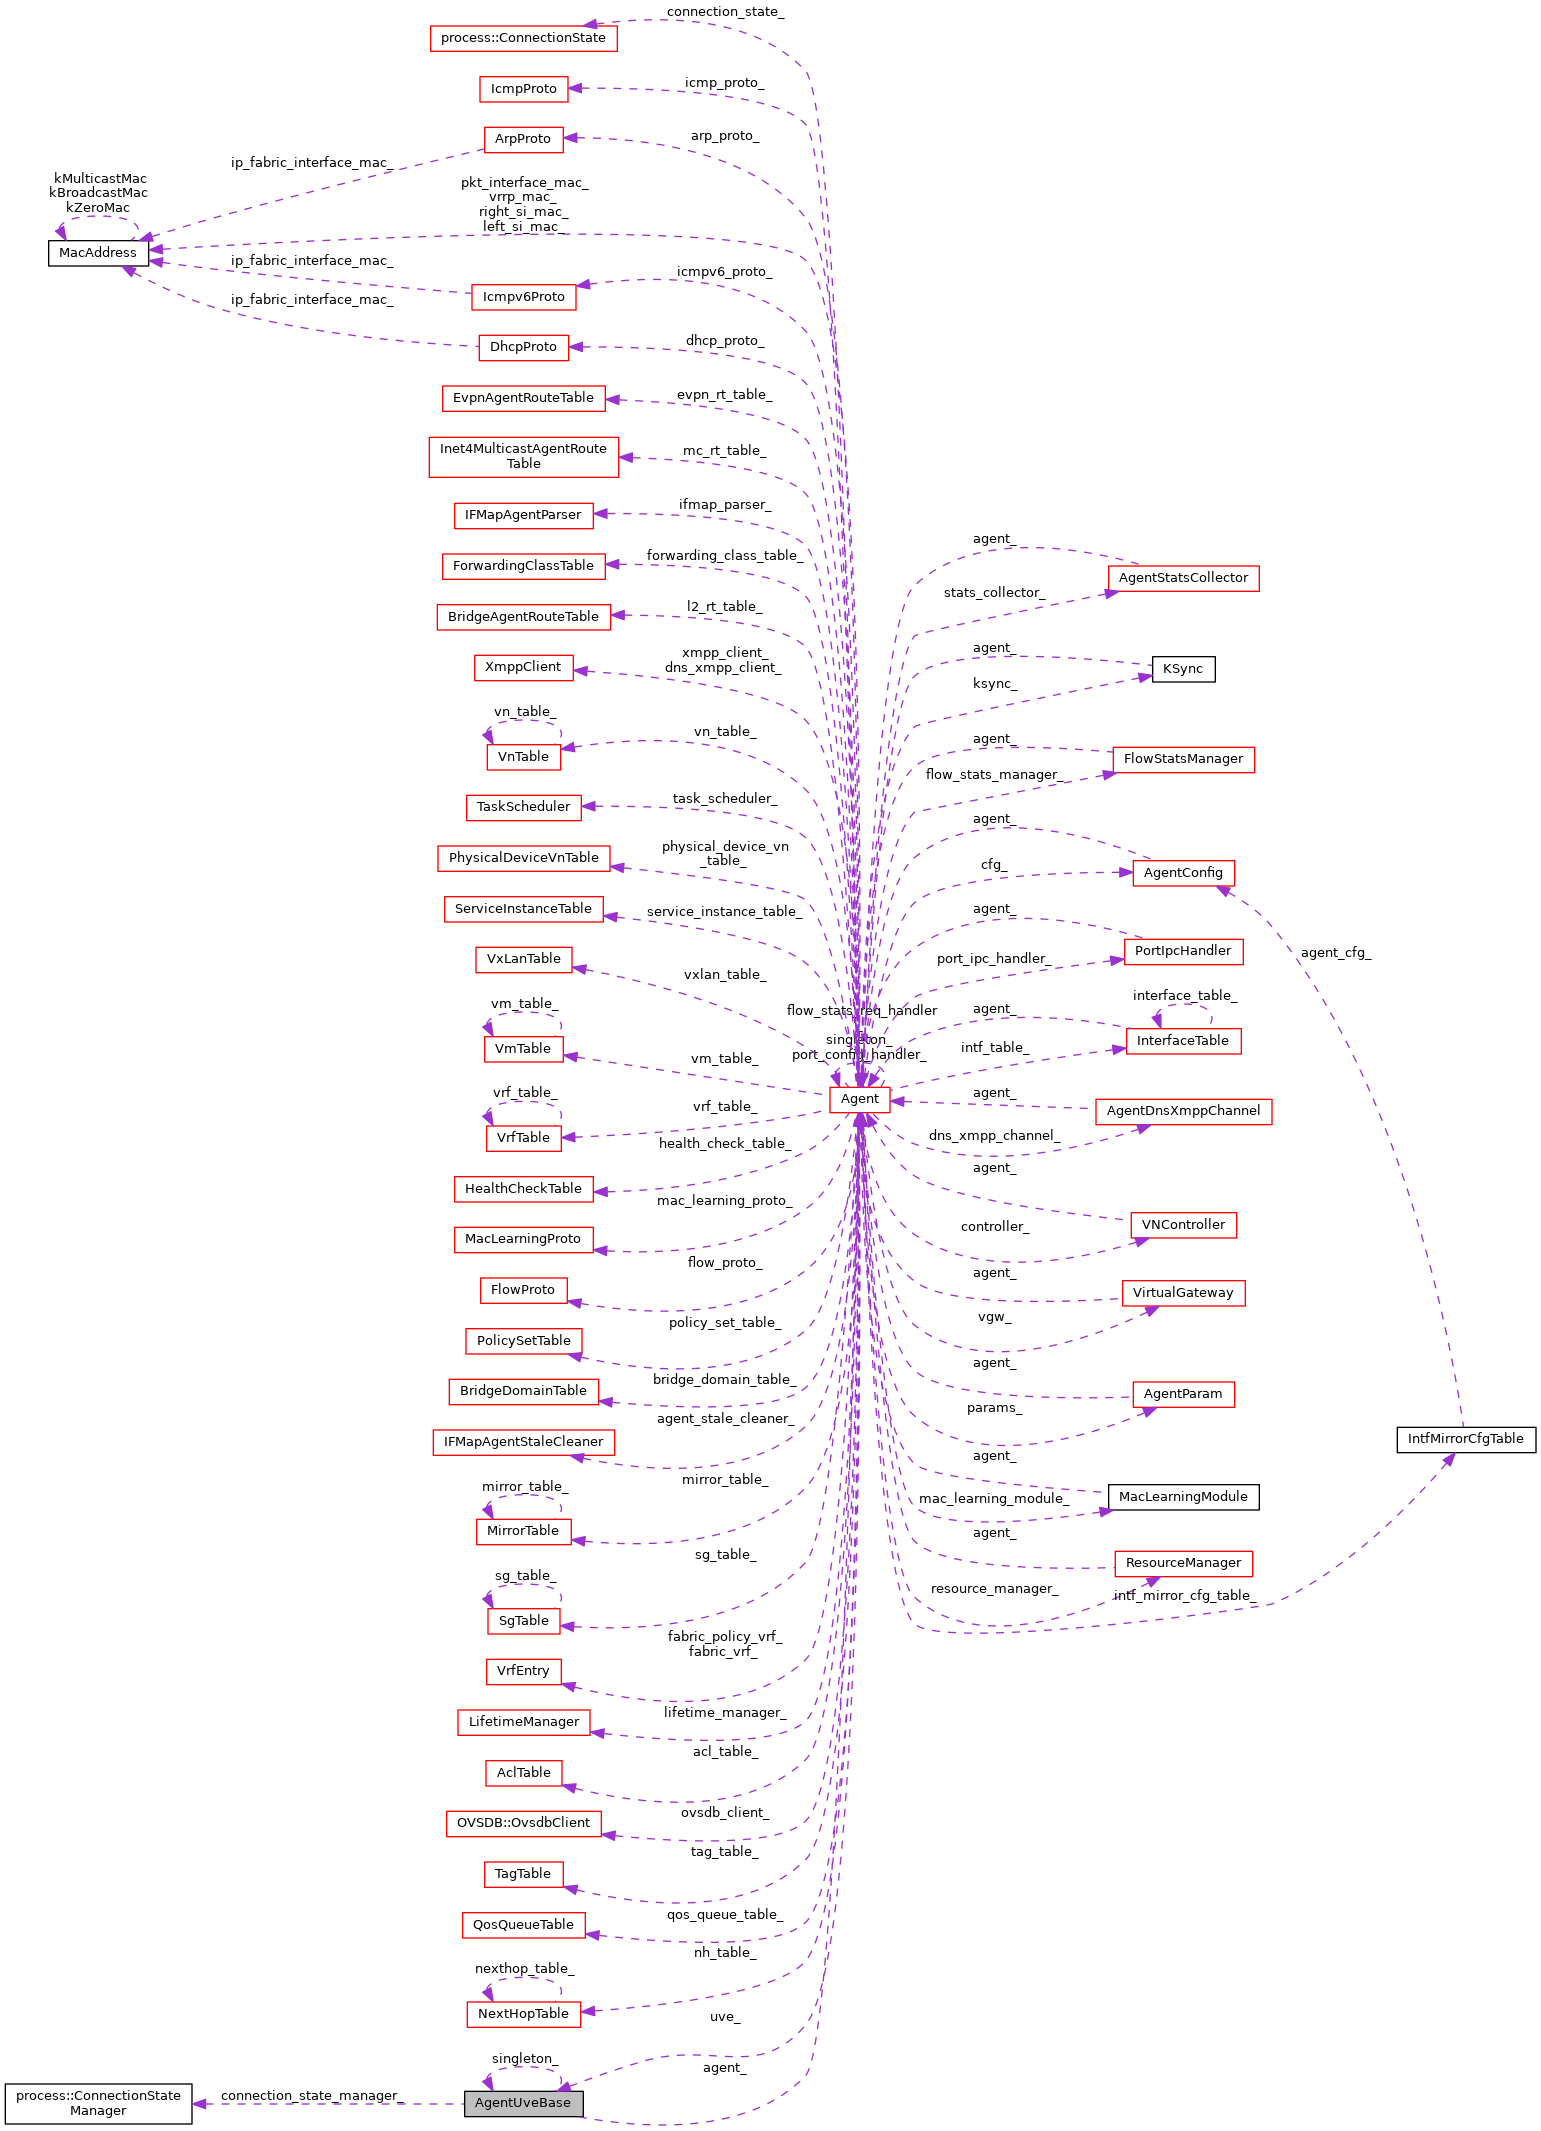 connection_state_
process::ConnectionState
icmp_proto_
IcmpProto
arp_proto_
ArpProto
ip_fabric_interface_mac_
kMulticastMac
kBroadcastMac
kZeroMac
pkt_interface_mac_
vrrp_mac_
right_si_mac_
left_si_mac_
MacAddress
ip_fabric_interface_mac_
icmpv6_proto_
Icmpv6Proto
ip_fabric_interface_mac_
dhcp_proto_
DhcpProto
evpn_rt_table_
EvpnAgentRouteTable
mc_rt_table_
Inet4MulticastAgentRoute
Table
ifmap_parser_
IFMapAgentParser
agent_
forwarding_class_table_
ForwardingClassTable
AgentStatsCollector
stats_collector_
l2_rt_table_
BridgeAgentRouteTable
agent_
xmpp_client_
dns_xmpp_client_
XmppClient
KSync
ksync_
vn_table_
vn_table_
VnTable
agent_
FlowStatsManager
flow_stats_manager_
task_scheduler_
TaskScheduler
agent_
physical_device_vn
_table_
PhysicalDeviceVnTable
cfg_
AgentConfig
service_instance_table_
ServiceInstanceTable
agent_
PortIpcHandler
agent_cfg_
port_ipc_handler_
VxLanTable
vxlan_table_
interface_table_
vm_table_
flow_stats_req_handler
_
agent_
singleton_
port_config_handler_
InterfaceTable
intf_table_
VmTable
vm_table_
agent_
vrf_table_
Agent
vrf_table_
AgentDnsXmppChannel
dns_xmpp_channel_
VrfTable
health_check_table_
agent_
HealthCheckTable
mac_learning_proto_
VNController
controller_
MacLearningProto
flow_proto_
agent_
FlowProto
VirtualGateway
vgw_
policy_set_table_
PolicySetTable
agent_
bridge_domain_table_
BridgeDomainTable
AgentParam
params_
agent_stale_cleaner_
IFMapAgentStaleCleaner
IntfMirrorCfgTable
agent_
mirror_table_
mirror_table_
MacLearningModule
mac_learning_module_
MirrorTable
agent_
sg_table_
ResourceManager
sg_table_
resource_manager_
intf_mirror_cfg_table_
SgTable
fabric_policy_vrf_
fabric_vrf_
VrfEntry
lifetime_manager_
LifetimeManager
acl_table_
AclTable
ovsdb_client_
OVSDB::OvsdbClient
tag_table_
TagTable
qos_queue_table_
QosQueueTable
nh_table_
nexthop_table_
NextHopTable
uve_
singleton_
agent_
process::ConnectionState
Manager
connection_state_manager_
AgentUveBase